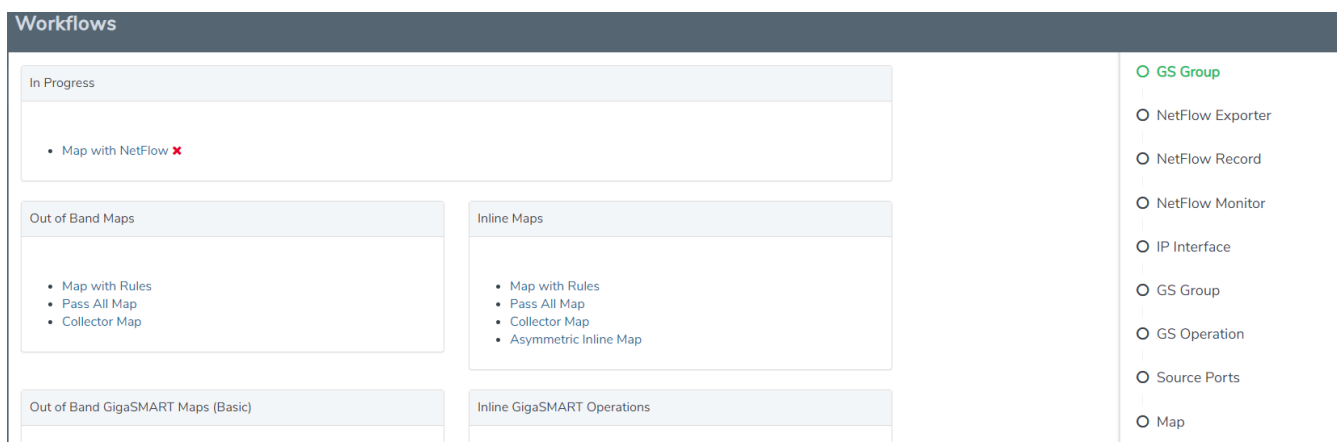 Workflows
In Progress
Map with NetFlow
Out of Band Maps
Map with Rules
Pass All Map
Collector Map
Inline Maps
Map with Rules
Pass All Map
Collector Map
Asymmetric Inline Map
Out of Band GigaSMART Maps (Basic)
Inline GigaSMART Operations
GS Group
NetFlow Exporter
NetFlow Record
NetFlow Monitor
IP Interface
GS Group
GS Operation
Source Ports
Map